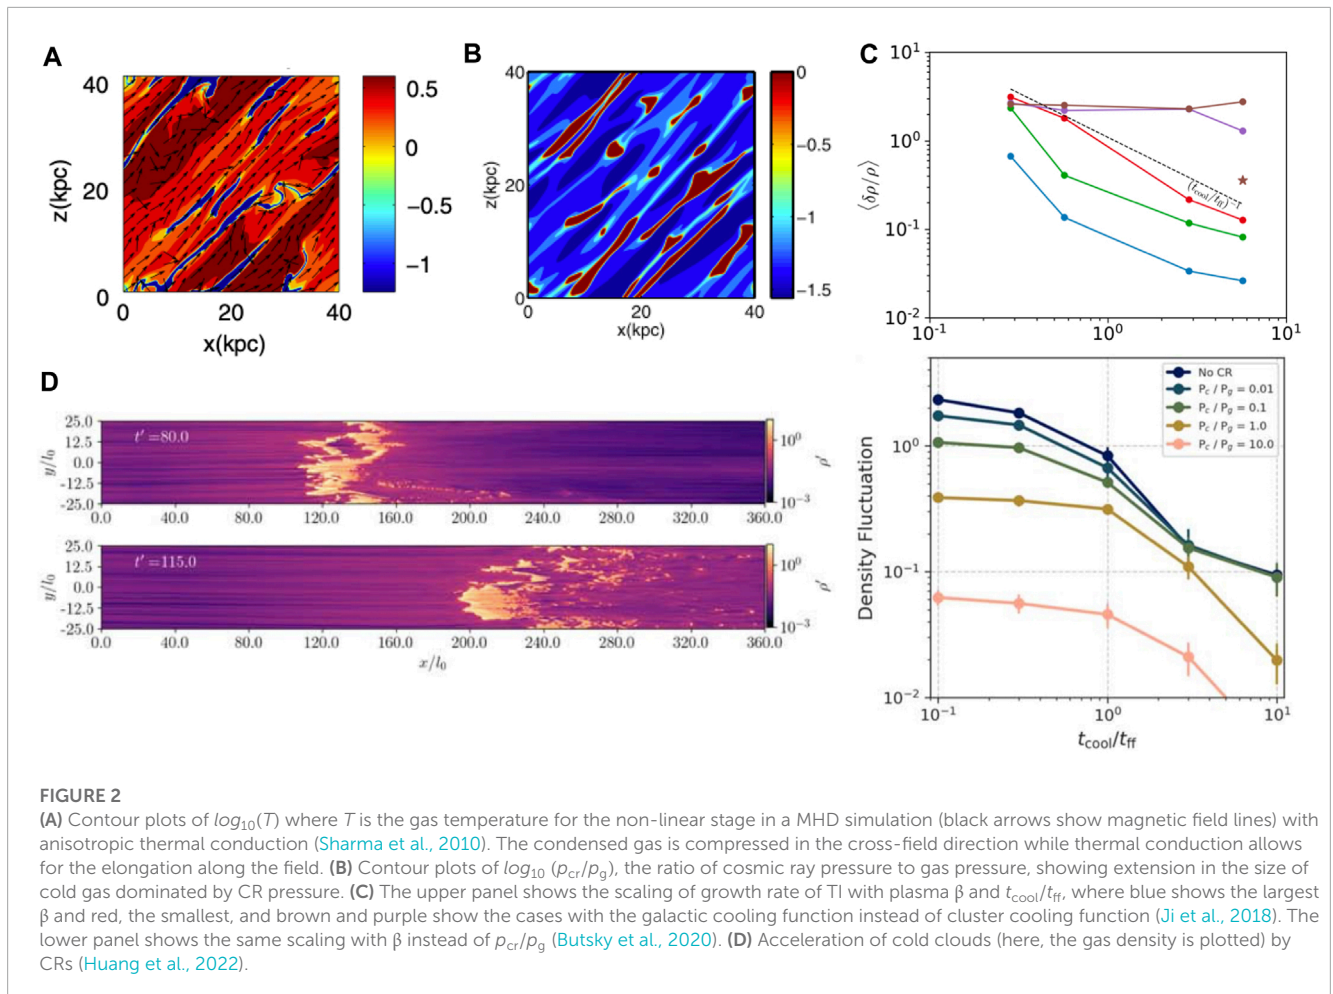 A
z(kpc)
40
20
0
0
20
40
x(kpc)
0.5
0
−0.5
−1
B
z(kpc)
40
20
0
0
20
40
x(kpc)
0
−0.5
−1
−1.5
C
⟨δρ/ρ⟩
10¹
10⁰
10⁻¹
10⁻²
10⁻¹
10⁰
10¹
(t_cool/t_ff)⁻¹
D
t′ =80.0
y/l₀
25.0
12.5
0.0
-12.5
-25.0
0.0 40.0 80.0 120.0 160.0 200.0 240.0 280.0 320.0 360.0
10⁰
ρ′
10⁻³
t′ =115.0
y/l₀
25.0
12.5
0.0
-12.5
-25.0
0.0 40.0 80.0 120.0 160.0 200.0 240.0 280.0 320.0 360.0
x/l₀
10⁰
ρ′
10⁻³
No CR
P_c / P_g = 0.01
P_c / P_g = 0.1
P_c / P_g = 1.0
P_c / P_g = 10.0
Density Fluctuation
10⁰
10⁻¹
10⁻²
10⁻¹
10⁰
10¹
t_cool/t_ff
FIGURE 2
(A) Contour plots of log₁₀(T) where T is the gas temperature for the non-linear stage in a MHD simulation (black arrows show magnetic field lines) with
anisotropic thermal conduction (Sharma et al., 2010). The condensed gas is compressed in the cross-field direction while thermal conduction allows
for the elongation along the field. (B) Contour plots of log₁₀ (p_cr/p_g), the ratio of cosmic ray pressure to gas pressure, showing extension in the size of
cold gas dominated by CR pressure. (C) The upper panel shows the scaling of growth rate of TI with plasma β and t_cool/t_ff, where blue shows the largest
β and red, the smallest, and brown and purple show the cases with the galactic cooling function instead of cluster cooling function (Ji et al., 2018). The
lower panel shows the same scaling with β instead of p_cr/p_g (Butsky et al., 2020). (D) Acceleration of cold clouds (here, the gas density is plotted) by
CRs (Huang et al., 2022).